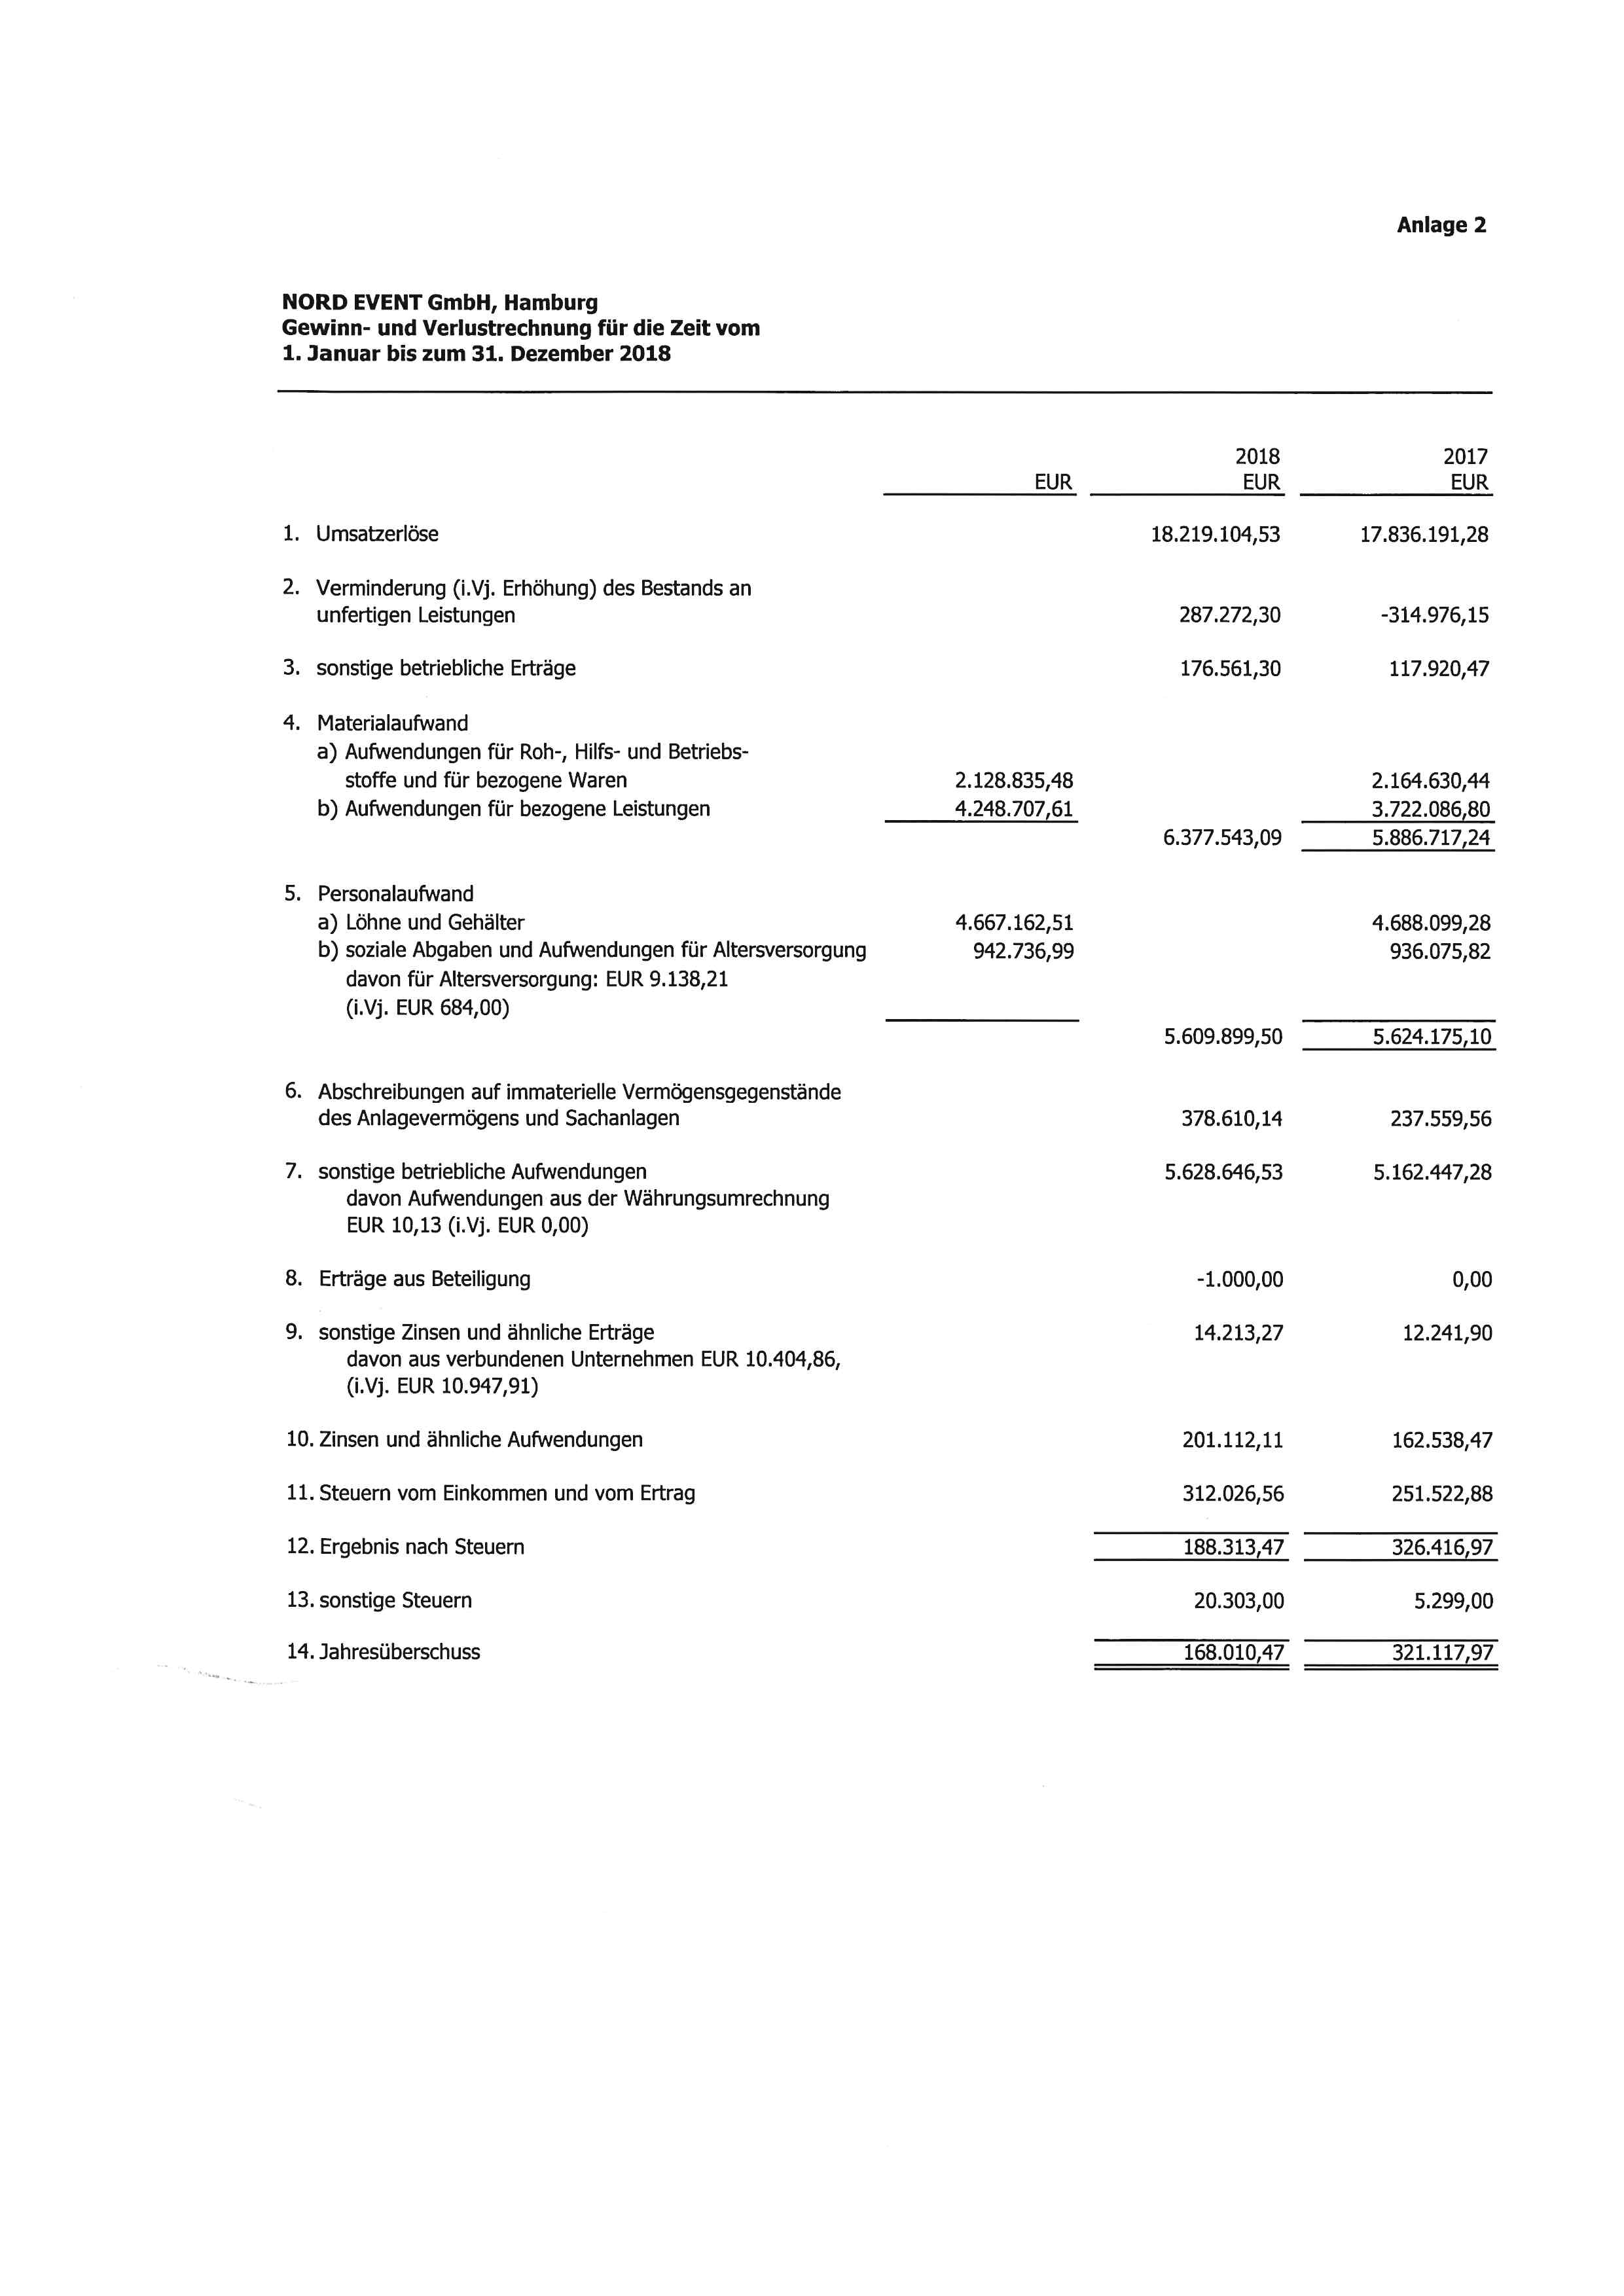 Anlage 2
NORD EVENT GmbH, Hamburg
Gewinn- und Verlustrechnung für die Zeit vom
1. Januar bis zum 31. Dezember 2018
2018 2017
EUR EUR EUR
1. Umsatzerlöse 18.219.104,53 17.836.191,28
2. Verminderung (i.Vj. Erhöhung) des Bestands an
unfertigen Leistungen 287.272,30 -314.976,15
3. sonstige betriebliche Erträge 176.561,30 117.920,47
4. Materialaufwand
a) Aufwendungen für Roh-, Hilfs- und Betriebs-
stoffe und für bezogene Waren 2.128.835,48 2.164.630,44
b) Aufwendungen für bezogene Leistungen 4.248.707,61 3.722.086,80
6.377.543,09 5.886.717,24
5. Personalaufwand
a) Löhne und Gehälter 4.667.162,51 4.688.099,28
b) soziale Abgaben und Aufwendungen für Altersversorgung 942.736,99 936.075,82
davon für Altersversorgung: EUR 9.138,21
(i.Vj. EUR 684,00)
5.609.899,50 5.624.175,10
6. Abschreibungen auf immaterielle Vermögensgegenstände
des Anlagevermögens und Sachanlagen 378.610,14 237.559,56
7. sonstige betriebliche Aufwendungen 5.628.646,53 5.162.447,28
davon Aufwendungen aus der Währungsumrechnung
EUR 10,13 (i.Vj. EUR 0,00)
8. Erträge aus Beteiligung -1.000,00 0,00
9. sonstige Zinsen und ähnliche Erträge 14.213,27 12.241,90
davon aus verbundenen Unternehmen EUR 10.404,86,
(i.Vj. EUR 10.947,91)
10. Zinsen und ähnliche Aufwendungen 201.112,11 162.538,47
11. Steuern vom Einkommen und vom Ertrag 312.026,56 251.522,88
12. Ergebnis nach Steuern 188.313,47 326.416,97
13. sonstige Steuern 20.303,00 5.299,00
14. Jahresüberschuss 168.010,47 321.117,97